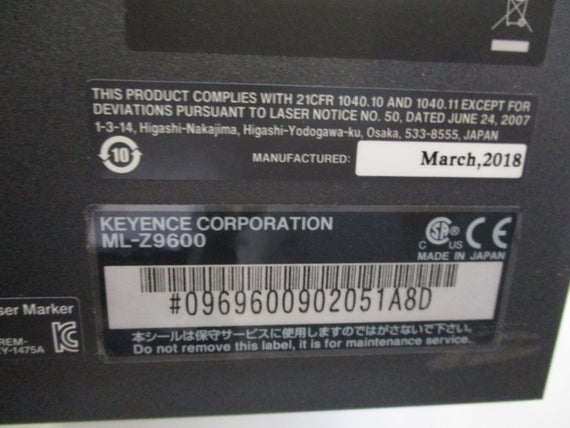 THIS PRODUCT COMPLIES WITH 21CFR 1040.10 AND 1040.11 EXCEPT FOR
DEVIATIONS PURSUANT TO LASER NOTICE NO. 50, DATED JUNE 24, 2007
1-3-14, Higashi-Nakajima, Higashi-Yodogawa-ku, Osaka, 533-8555, JAPAN
10
MANUFACTURED: March,2018
KEYENCE CORPORATION
ML-Z9600
C SA US CE
MADE IN JAPAN
#0969600902051A8D
ser Marker
REM-
EY-1475A
本シールは保守サービスに使用しますのではがさないで下さい。
Do not remove this label, it is for maintenance service.